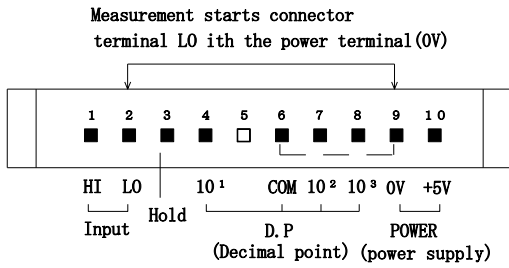 Measurement starts connector
terminal LO ith the power terminal(0V)
1 2 3 4 5 6 7 8 9 10
HI LO Hold 10¹ COM 10² 10³ 0V +5V
Input D.P POWER
(Decimal point) (power supply)